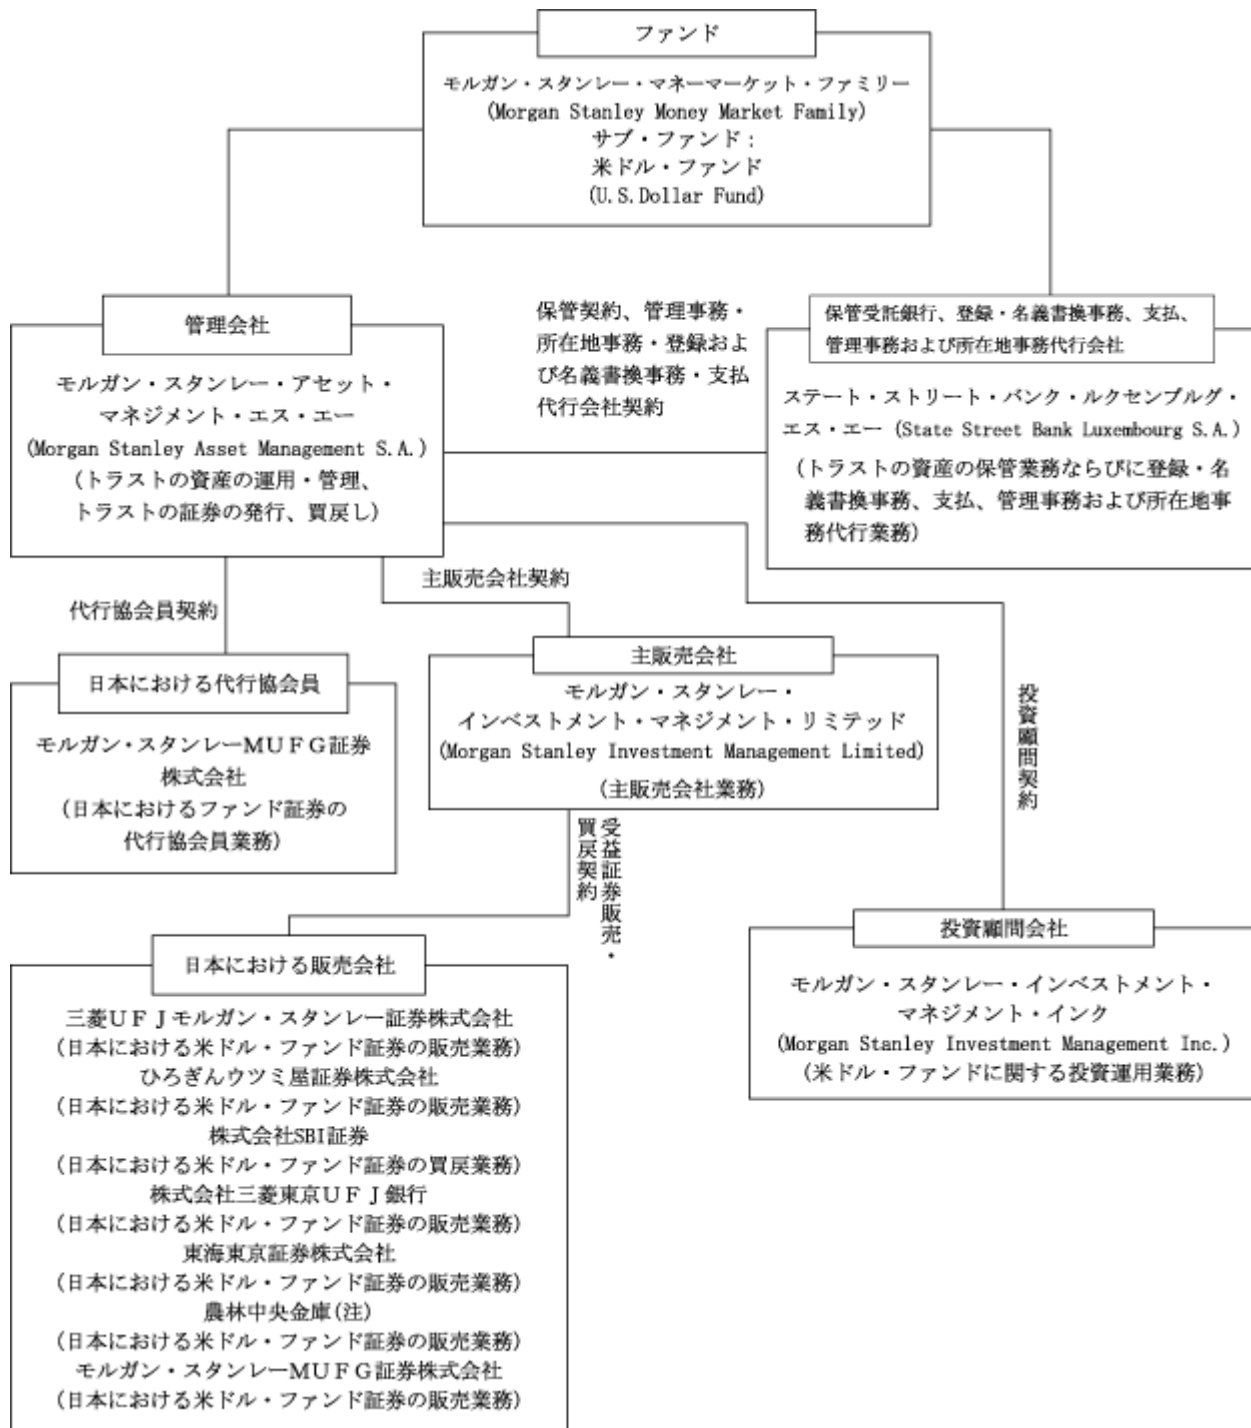 ファンド
モルガン・スタンレー・マネーマーケット・ファミリー
(Morgan Stanley Money Market Family)
サブ・ファンド：
米ドル・ファンド
(U.S.Dollar Fund)
管理会社
モルガン・スタンレー・アセット・
マネジメント・エス・エー
(Morgan Stanley Asset Management S.A.)
(トラストの資産の運用・管理、
トラストの証券の発行、買戻し)
保管契約、管理事務・
所在地事務・登録およ
び名義書換事務・支払
代行会社契約
保管受託銀行、登録・名義書換事務、支払、
管理事務および所在地事務代行会社
ステート・ストリート・バンク・ルクセンブルグ・
エス・エー (State Street Bank Luxembourg S.A.)
(トラストの資産の保管業務ならびに登録・名
義書換事務、支払、管理事務および所在地事
務代行業務)
代行協会員契約
主販売会社契約
投資顧問契約
日本における代行協会員
モルガン・スタンレーＭＵＦＧ証券
株式会社
(日本におけるファンド証券の
代行協会員業務)
主販売会社
モルガン・スタンレー・
インベストメント・マネジメント・リミテッド
(Morgan Stanley Investment Management Limited)
(主販売会社業務)
受益証券販売・
買戻契約
日本における販売会社
三菱ＵＦＪモルガン・スタンレー証券株式会社
(日本における米ドル・ファンド証券の販売業務)
ひろぎんウツミ屋証券株式会社
(日本における米ドル・ファンド証券の販売業務)
株式会社SBI証券
(日本における米ドル・ファンド証券の買戻業務)
株式会社三菱東京ＵＦＪ銀行
(日本における米ドル・ファンド証券の販売業務)
東海東京証券株式会社
(日本における米ドル・ファンド証券の販売業務)
農林中央金庫(注)
(日本における米ドル・ファンド証券の販売業務)
モルガン・スタンレーＭＵＦＧ証券株式会社
(日本における米ドル・ファンド証券の販売業務)
投資顧問会社
モルガン・スタンレー・インベストメント・
マネジメント・インク
(Morgan Stanley Investment Management Inc.)
(米ドル・ファンドに関する投資運用業務)